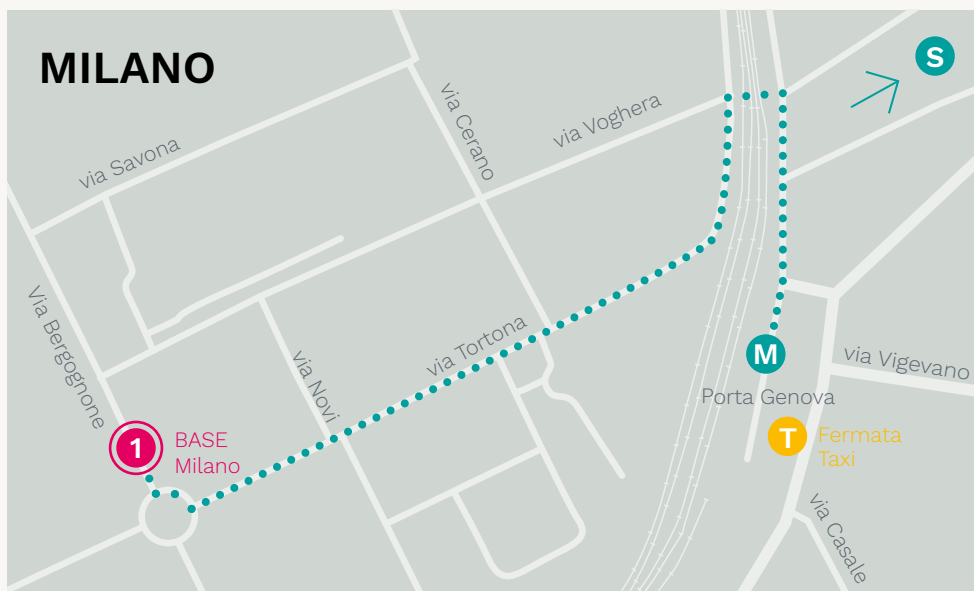 MILANO
S
via Savona
via Cerano
via Voghera
Via Bergognone
via Novi
via Tortona
M
Porta Genova
via Vigevano
1
BASE
Milano
T
Fermata
Taxi
via Casale